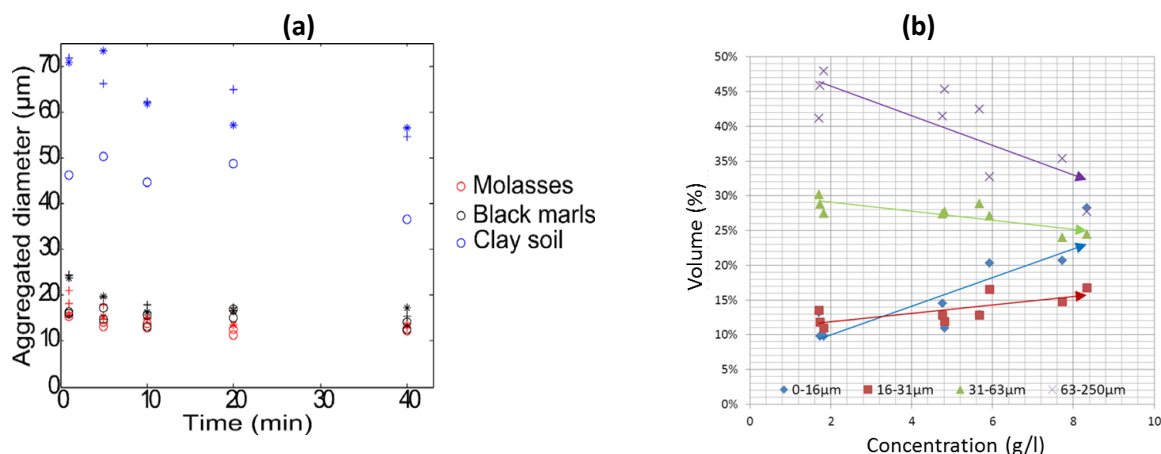 (a)
70
60
50
40
30
20
10
0
0 10 20 30 40
Time (min)
Aggregated diameter (µm)
Molasses
Black marls
Clay soil
(b)
50%
45%
40%
35%
30%
25%
20%
15%
10%
5%
0%
0 2 4 6 8 10
Volume (%)
0-16µm 16-31µm 31-63µm 63-250µm
Concentration (g/l)